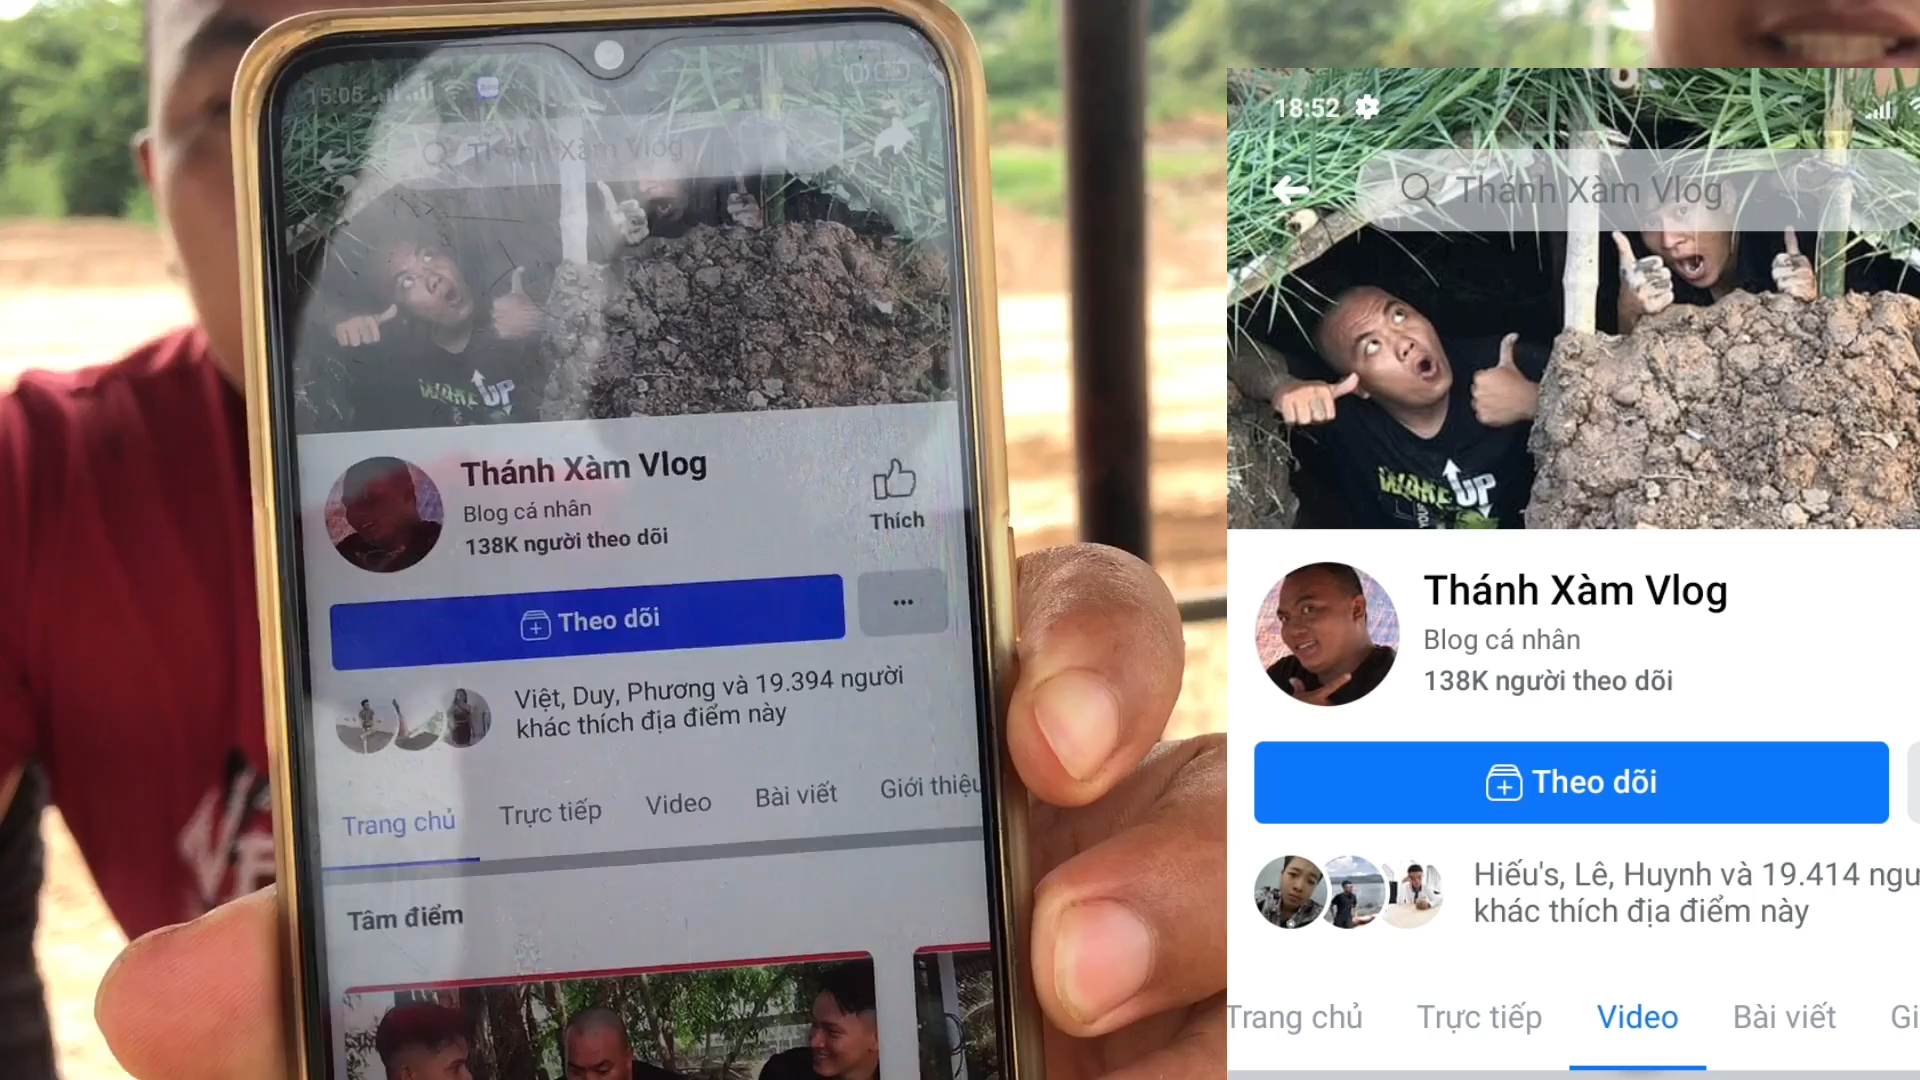 15:05
Thánh Xàm Vlog
WAKE UP
Thánh Xàm Vlog
Blog cá nhân
138K người theo dõi
Thích
Theo dõi
Việt, Duy, Phương và 19.394 người
khác thích địa điểm này
Trang chủ Trực tiếp Video Bài viết Giới thiệu
Tâm điểm
18:52
Thánh Xàm Vlog
WAKE UP
YOUR
Thánh Xàm Vlog
Blog cá nhân
138K người theo dõi
Theo dõi
Hiếu's, Lê, Huynh và 19.414 ngư
khác thích địa điểm này
Trang chủ Trực tiếp Video Bài viết Gi